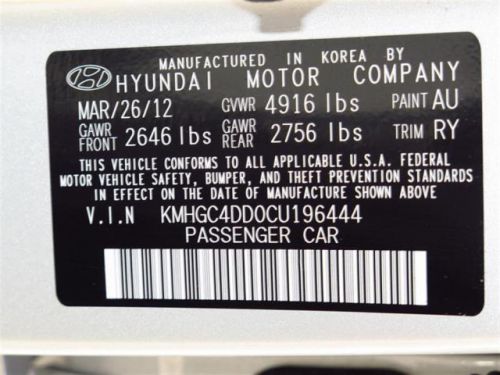 MANUFACTURED IN KOREA BY
HYUNDAI MOTOR COMPANY
MAR/26/12 GVWR 4916 lbs PAINT AU
GAWR FRONT 2646 lbs GAWR REAR 2756 lbs TRIM RY
THIS VEHICLE CONFORMS TO ALL APPLICABLE U.S.A. FEDERAL
MOTOR VEHICLE SAFETY, BUMPER, AND THEFT PREVENTION STANDARDS
IN EFFECT ON THE DATE OF MANUFACTURE SHOWN ABOVE
V.I.N KMHGC4DD0CU196444
PASSENGER CAR